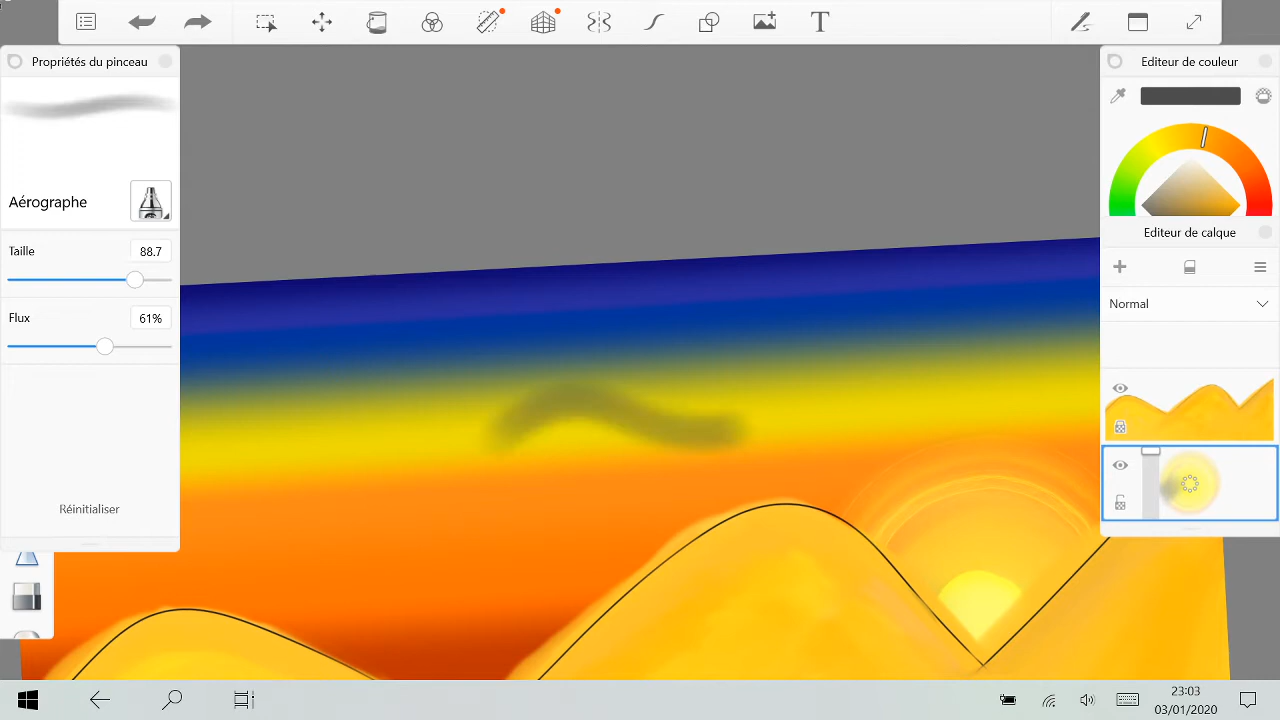 T
Propriétés du pinceau
Aérographe
Taille
88.7
Flux
61%
Réinitialiser
Editeur de couleur
Editeur de calque
Normal
23:03
03/01/2020